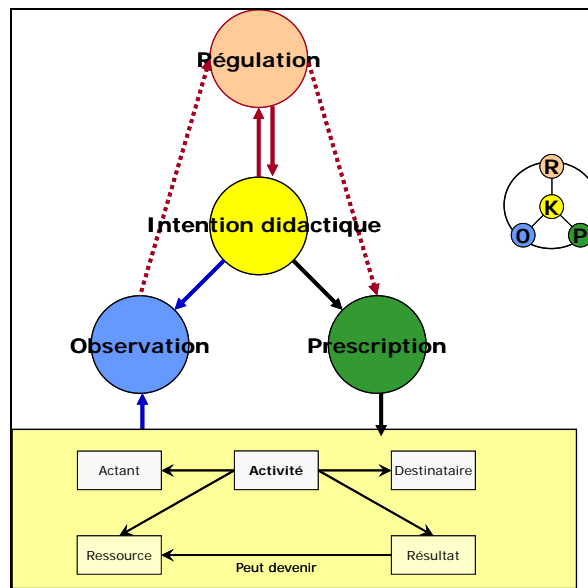 Régulation
R
Intention didactique
K
O
P
Observation
Prescription
Actant
Activité
Destinataire
Ressource
Peut devenir
Résultat